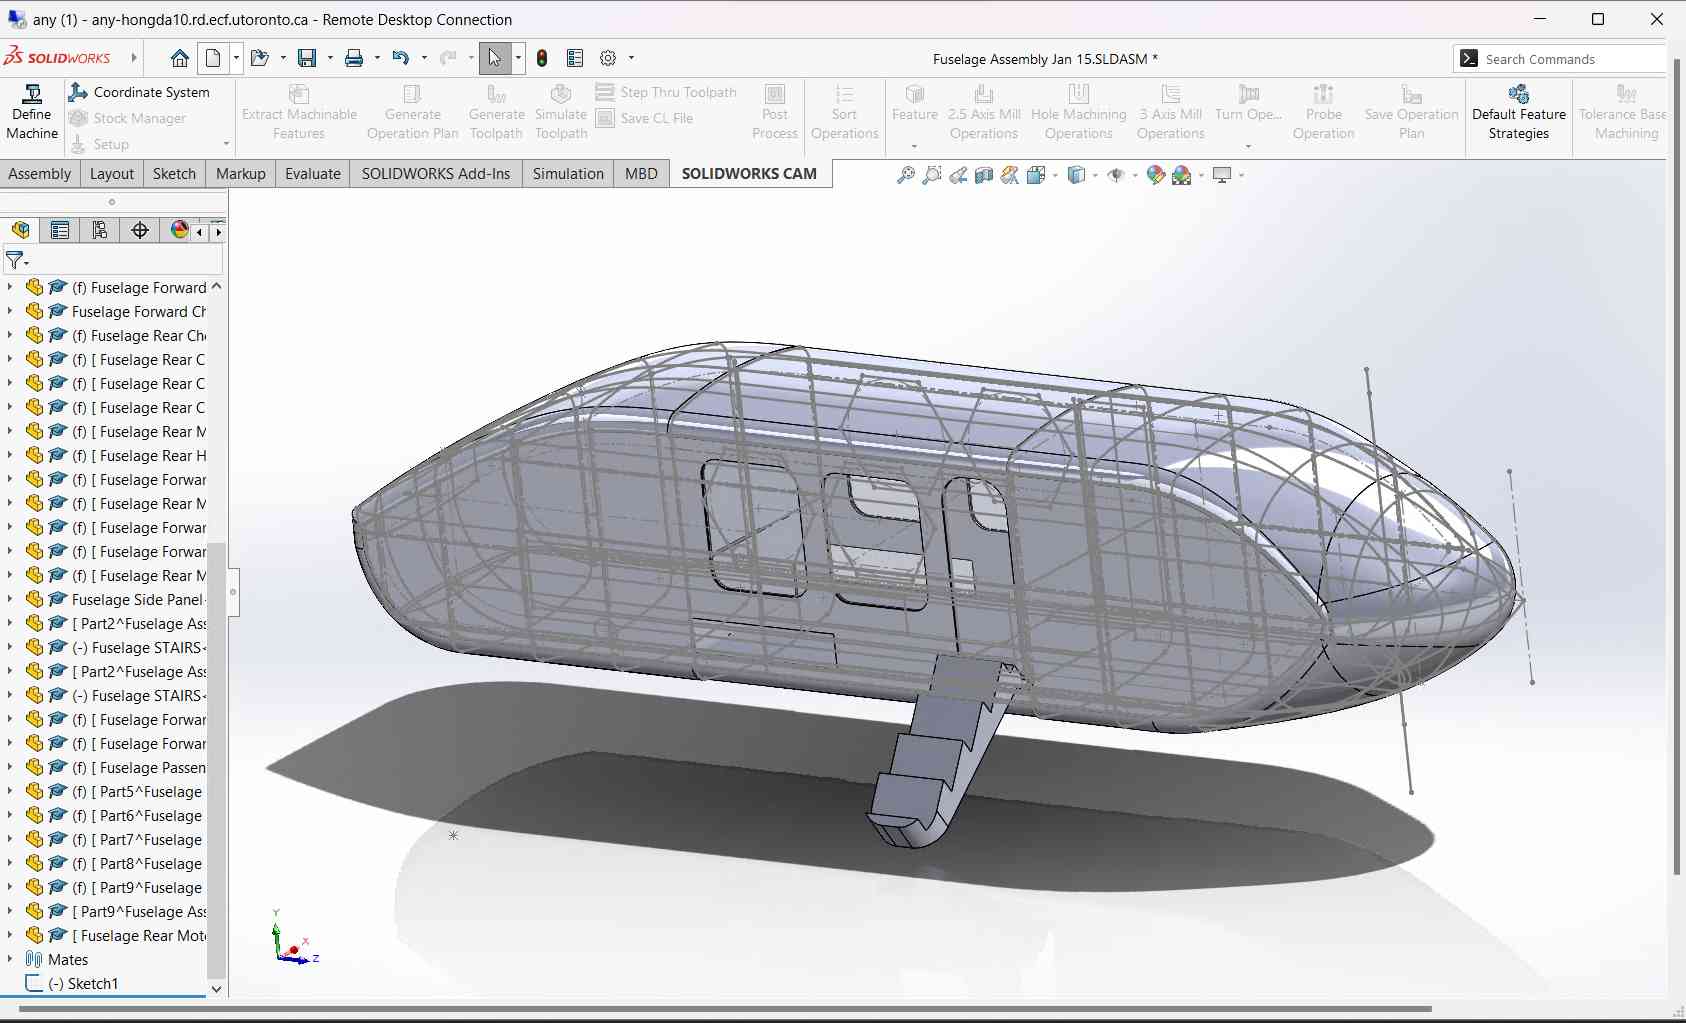 any (1) - any-hongda10.rd.ecf.utoronto.ca - Remote Desktop Connection
SOLIDWORKS
Fuselage Assembly Jan 15.SLDASM *
Search Commands
Define
Machine
Coordinate System
Stock Manager
Setup
Extract Machinable
Features
Generate
Operation Plan
Generate
Toolpath
Simulate
Toolpath
Step Thru Toolpath
Save CL File
Post
Process
Sort
Operations
Feature
2.5 Axis Mill
Operations
Hole Machining
Operations
3 Axis Mill
Operations
Turn Ope...
Probe
Operation
Save Operation
Plan
Default Feature
Strategies
Tolerance Base
Machining
Assembly
Layout
Sketch
Markup
Evaluate
SOLIDWORKS Add-Ins
Simulation
MBD
SOLIDWORKS CAM
(f) Fuselage Forward
Fuselage Forward Ch
(f) Fuselage Rear Che
(f) [ Fuselage Rear C
(f) [ Fuselage Rear C
(f) [ Fuselage Rear C
(f) [ Fuselage Rear M
(f) [ Fuselage Rear H
(f) [ Fuselage Forwar
(f) [ Fuselage Rear M
(f) [ Fuselage Forwar
(f) [ Fuselage Forwar
(f) [ Fuselage Rear M
Fuselage Side Panel
[ Part2^Fuselage Ass
(-) Fuselage STAIRS<
[ Part2^Fuselage Ass
(-) Fuselage STAIRS<
(f) [ Fuselage Forwar
(f) [ Fuselage Forwar
(f) [ Fuselage Passen
(f) [ Part5^Fuselage
(f) [ Part6^Fuselage
(f) [ Part7^Fuselage
(f) [ Part8^Fuselage
(f) [ Part9^Fuselage
[ Part9^Fuselage Ass
[ Fuselage Rear Moto
Mates
(-) Sketch1
Y
X
Z